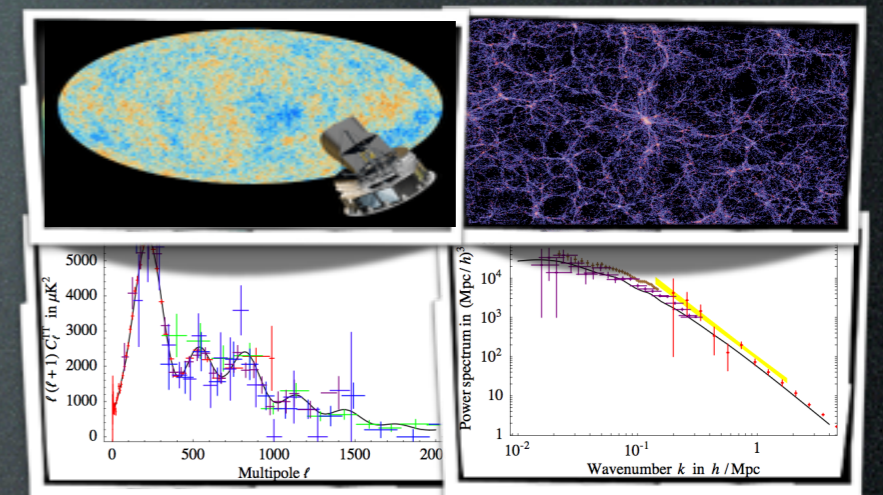 5000
4000
3000
2000
1000
0
ℓ (ℓ + 1) C_ℓ^TT in μK²
0 500 1000 1500 200
Multipole ℓ
10⁴
10³
10²
10
1
Power spectrum in (Mpc / h)³
10⁻² 10⁻¹ 1
Wavenumber k in h / Mpc